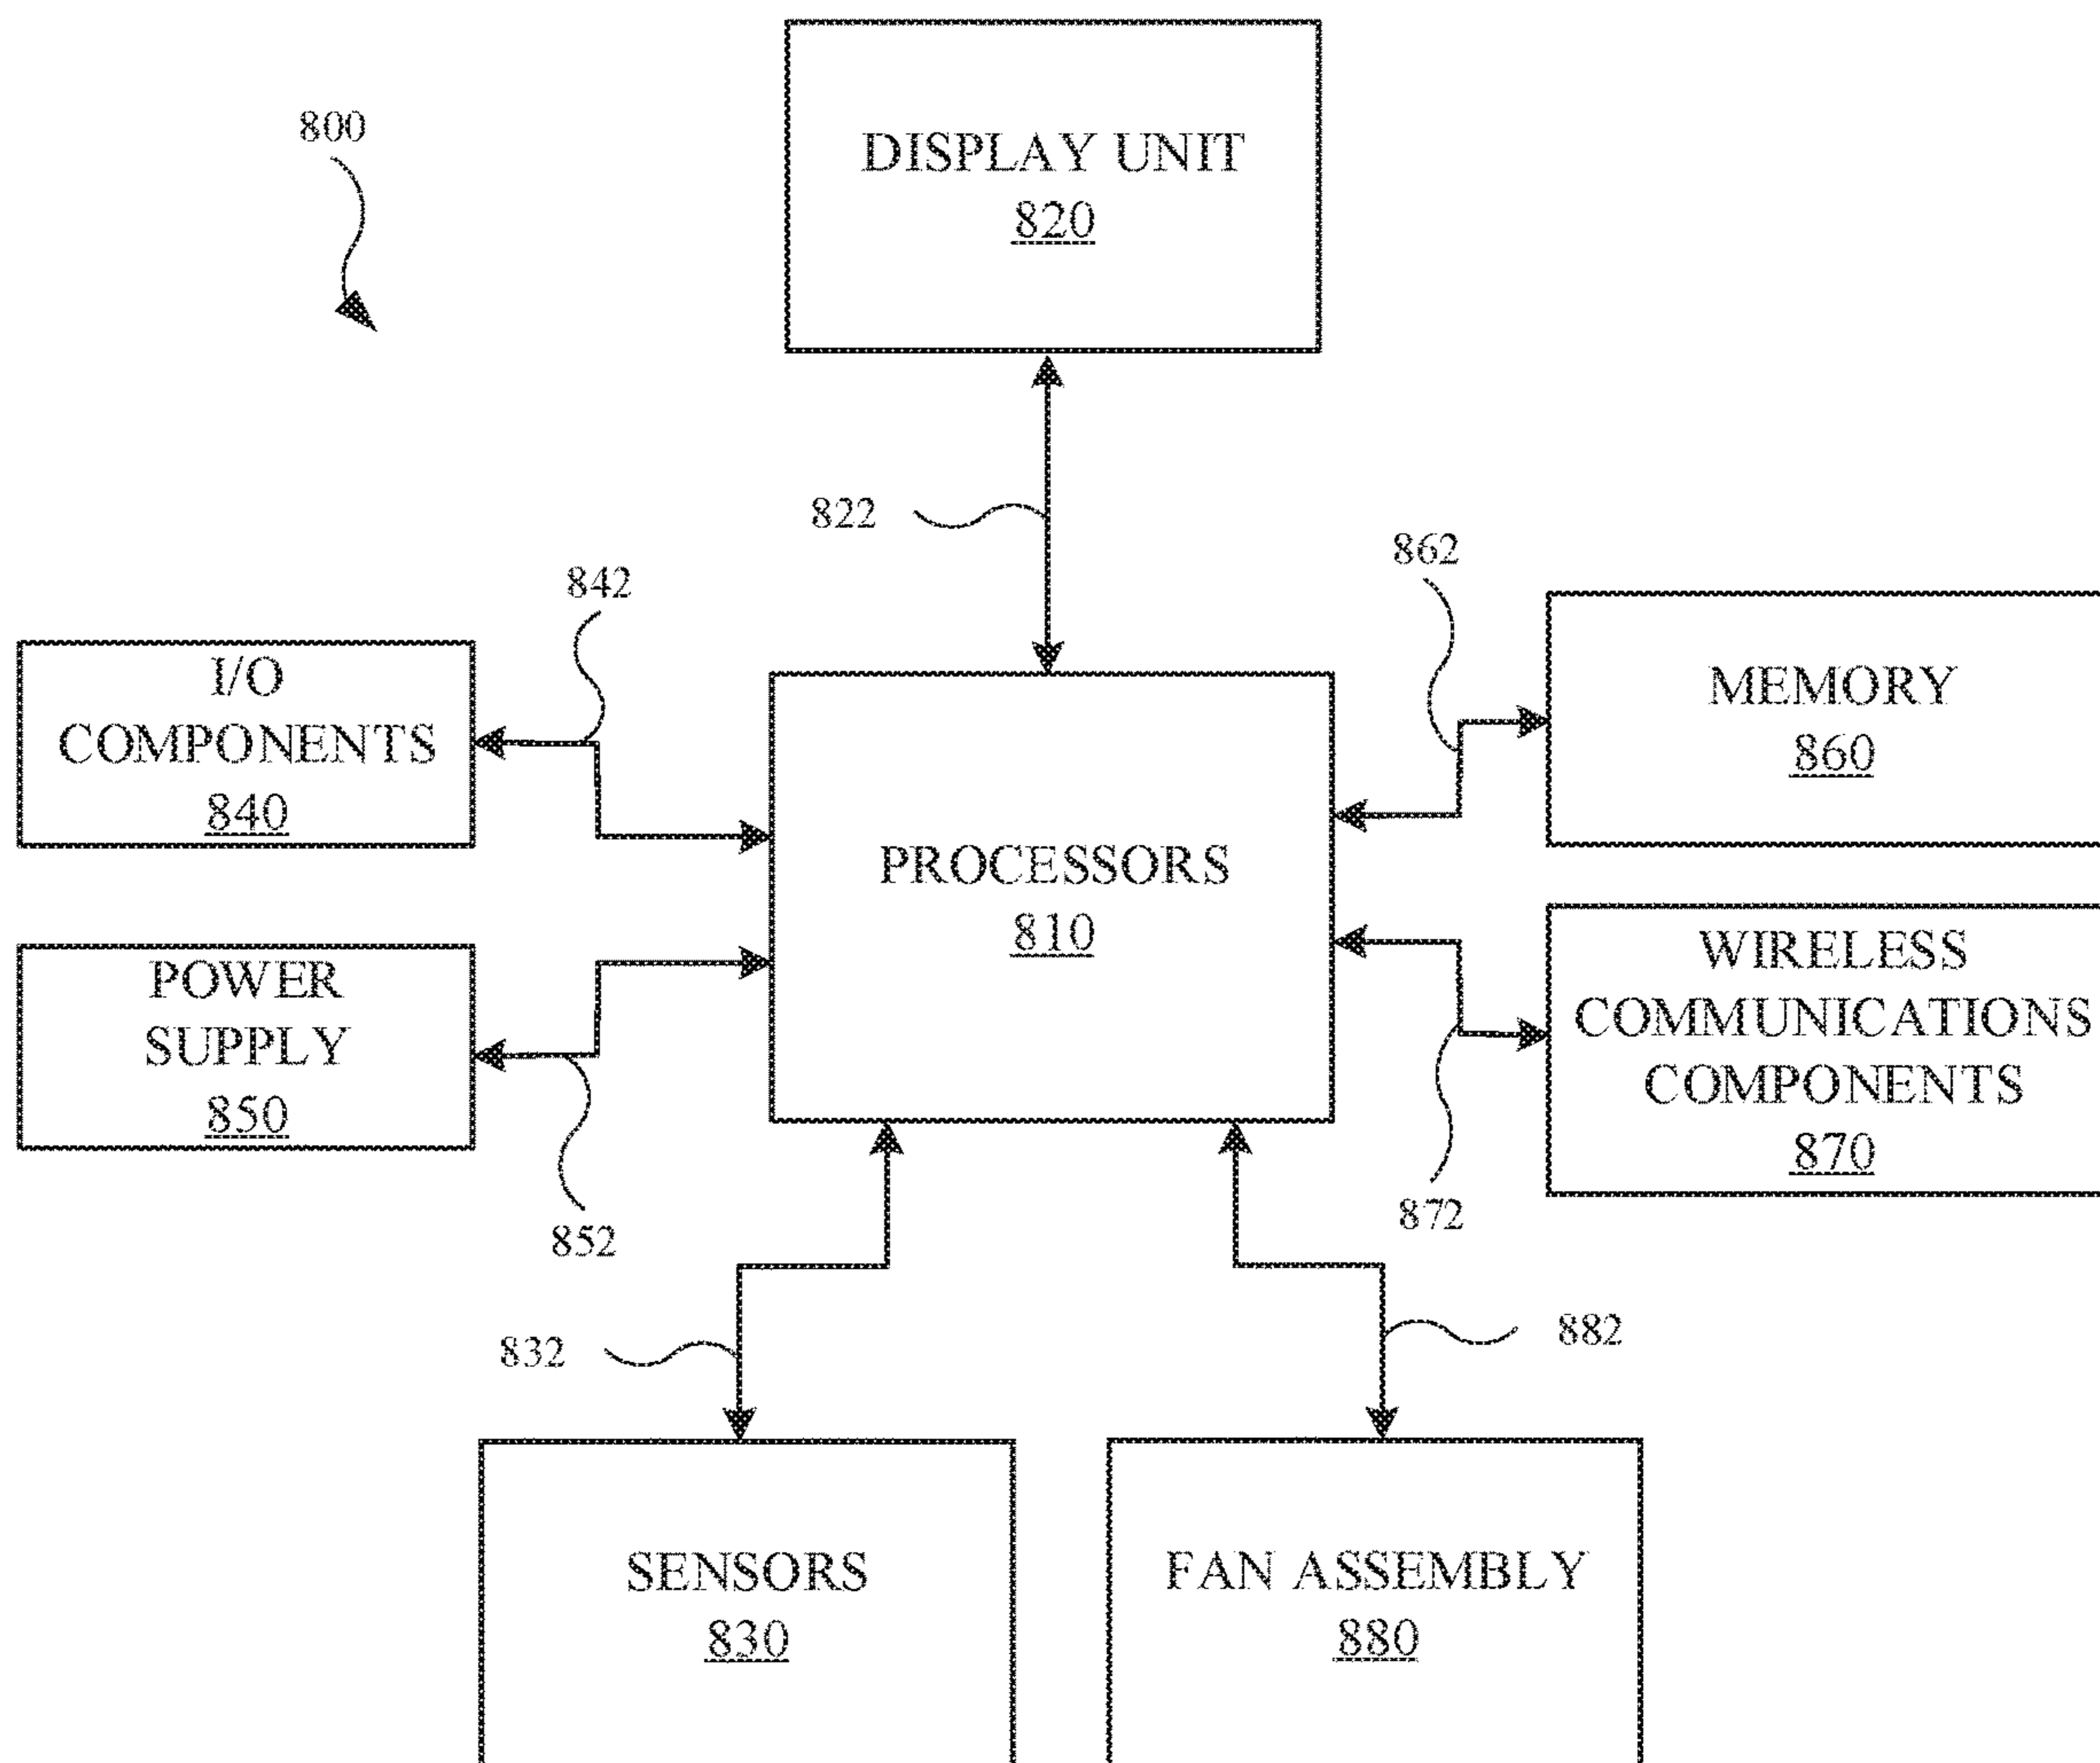 800
DISPLAY UNIT
820
822
862
842
I/O
COMPONENTS
840
MEMORY
860
PROCESSORS
810
POWER
SUPPLY
850
WIRELESS
COMMUNICATIONS
COMPONENTS
870
852
872
832
882
SENSORS
830
FAN ASSEMBLY
880